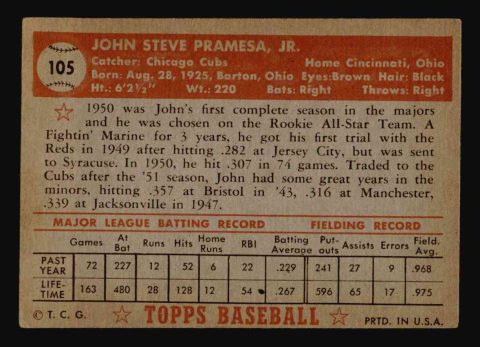 105
JOHN STEVE PRAMESA, JR.
Catcher: Chicago Cubs Home Cincinnati, Ohio
Born: Aug. 28, 1925, Barton, Ohio Eyes:Brown Hair: Black
Ht.: 6'2½" Wt.: 220 Bats: Right Throws: Right
1950 was John's first complete season in the majors
and he was chosen on the Rookie All-Star Team. A
Fightin' Marine for 3 years, he got his first trial with the
Reds in 1949 after hitting .282 at Jersey City, but was sent
to Syracuse. In 1950, he hit .307 in 74 games. Traded to the
Cubs after the '51 season, John had some great years in the
minors, hitting .357 at Bristol in '43, .316 at Manchester,
.339 at Jacksonville in 1947.
MAJOR LEAGUE BATTING RECORD FIELDING RECORD
Games At Bat Runs Hits Home Runs RBI Batting Average Put-outs Assists Errors Field. Avg.
PAST YEAR 72 227 12 52 6 22 .229 241 27 9 .968
LIFE-TIME 163 480 28 128 13 54 .267 596 65 17 .975
© T. C. G. TOPPS BASEBALL PRTD. IN U.S.A.